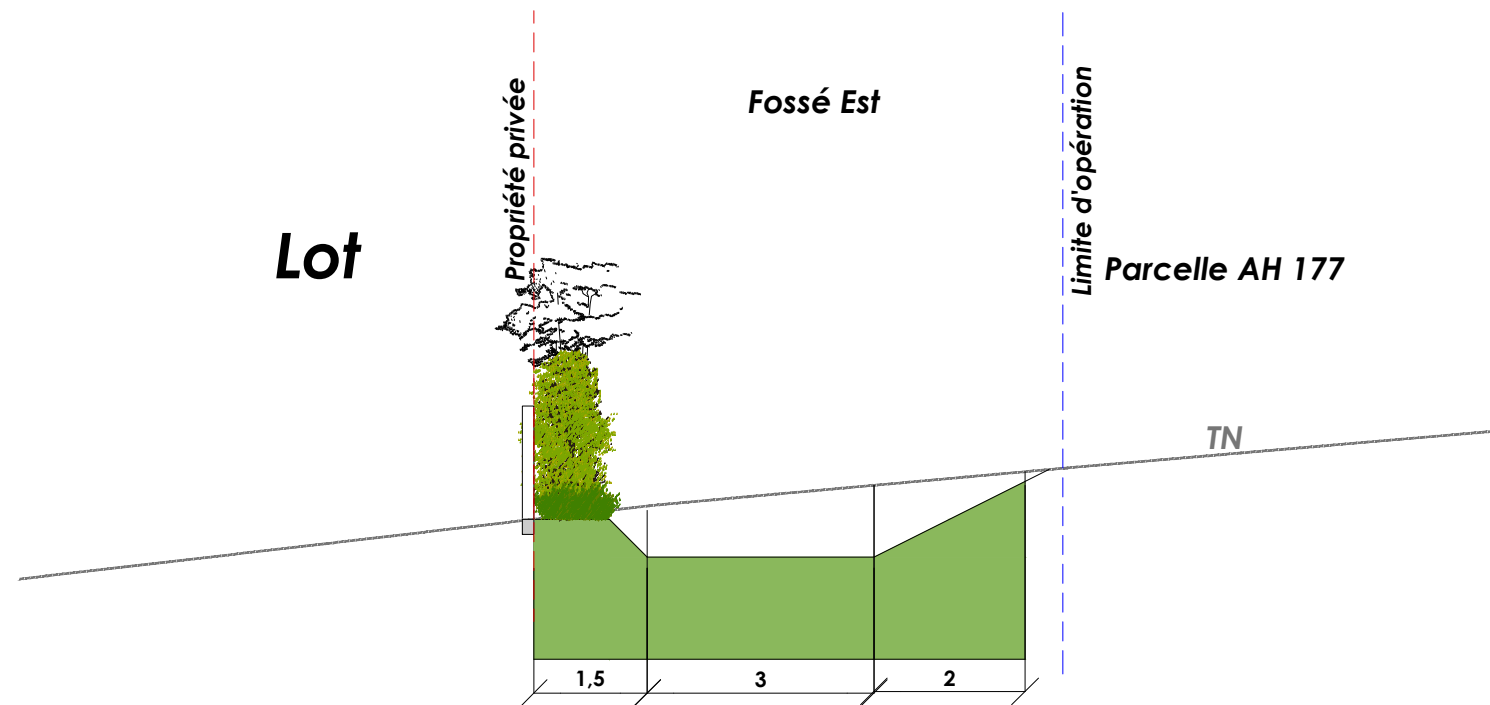 Fossé Est
Propriété privée
Limite d'opération
Lot
Parcelle AH 177
TN
1,5
3
2